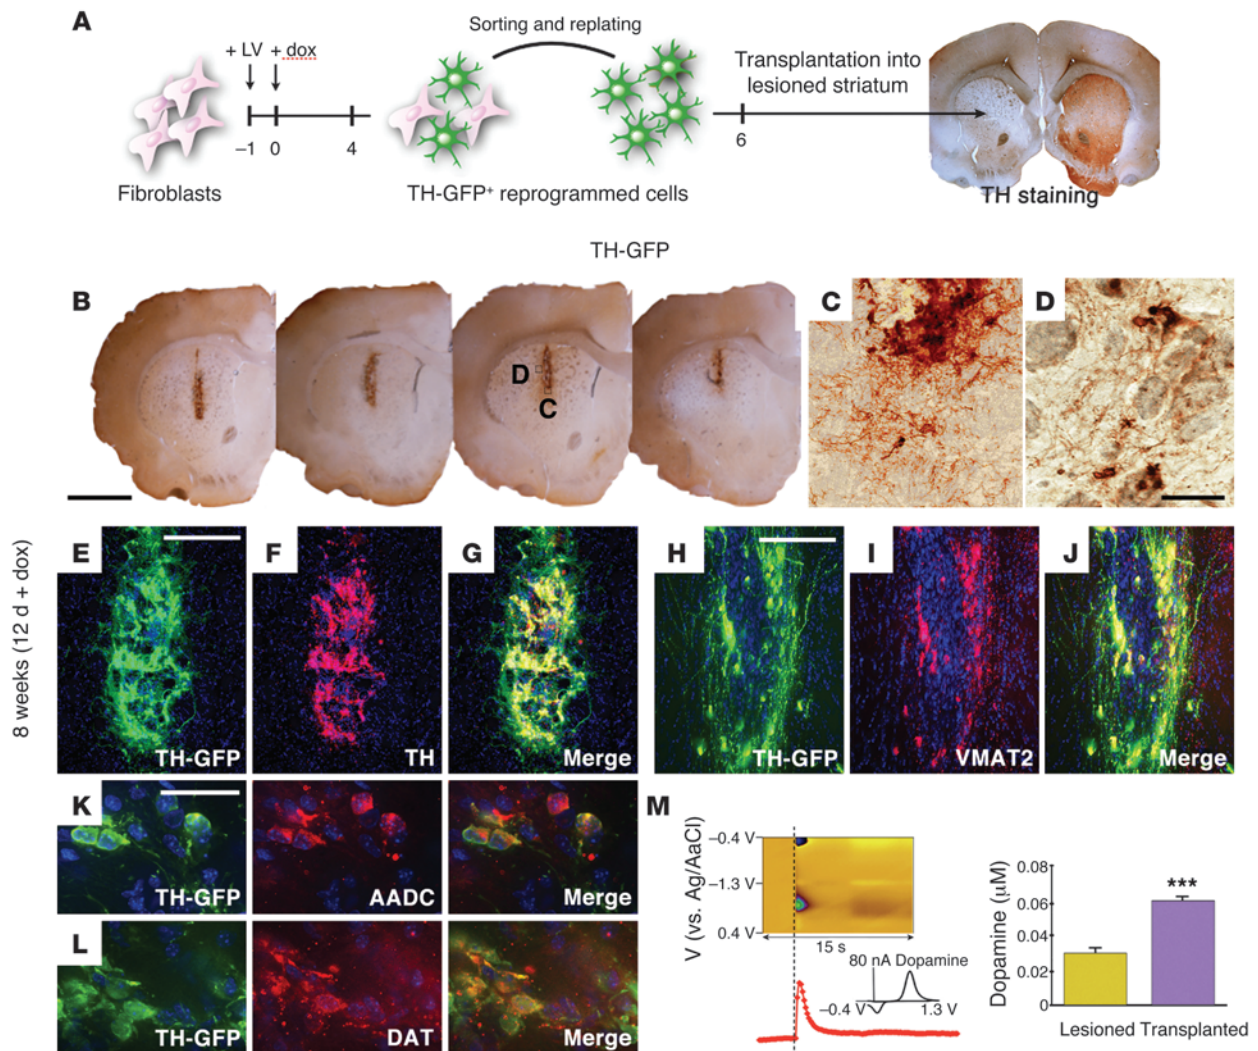 A
+ LV + dox
Sorting and replating
Transplantation into
lesioned striatum
–1 0 4
6
Fibroblasts
TH-GFP⁺ reprogrammed cells
TH staining
TH-GFP
B
D
C
C
D
8 weeks (12 d + dox)
E
TH-GFP
F
TH
G
Merge
H
TH-GFP
I
VMAT2
J
Merge
K
TH-GFP
AADC
Merge
L
TH-GFP
DAT
Merge
M
V (vs. Ag/AaCl)
–0.4 V
–1.3 V
0.4 V
15 s
80 nA Dopamine
–0.4 V 1.3 V
Dopamine (μM)
0.08
0.06
0.04
0.02
0
***
Lesioned Transplanted